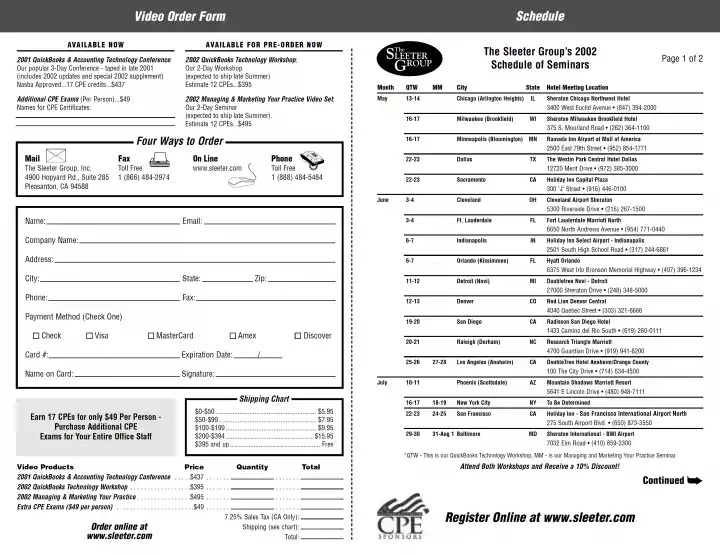 Video Order Form
AVAILABLE NOW
2001 QuickBooks & Accounting Technology Conference.
Our popular 3-Day Conference - taped in late 2001
(includes 2002 updates and special 2002 supplement)
Nasba Approved...17 CPE credits...$437
Additional CPE Exams (Per Person)...$49
Names for CPE Certificates:
AVAILABLE FOR PRE-ORDER NOW
2002 QuickBooks Technology Workshop.
Our 2-Day Workshop
(expected to ship late Summer)
Estimate 12 CPEs...$395
2002 Managing & Marketing Your Practice Video Set.
Our 2-Day Seminar
(expected to ship late Summer).
Estimate 12 CPEs...$495
Four Ways to Order
Mail
The Sleeter Group, Inc.
4900 Hopyard Rd., Suite 285
Pleasanton, CA 94588
Fax
Toll Free
1 (866) 484-2974
On Line
www.sleeter.com
Phone
Toll Free
1 (888) 484-5484
Name: Email:
Company Name:
Address:
City: State: Zip:
Phone: Fax:
Payment Method (Check One)
Check Visa MasterCard Amex Discover
Card #: Expiration Date: /
Name on Card: Signature:
Earn 17 CPEs for only $49 Per Person -
Purchase Additional CPE
Exams for Your Entire Office Staff
Shipping Chart
$0-$50 ... $5.95
$50-$99 ... $7.95
$100-$199 ... $9.95
$200-$394 ... $15.95
$395 and up ... Free
Video Products Price Quantity Total
2001 QuickBooks & Accounting Technology Conference ... $437
2002 QuickBooks Technology Workshop ... $395
2002 Managing & Marketing Your Practice ... $495
Extra CPE Exams ($49 per person) ... $49
7.25% Sales Tax (CA Only):
Shipping (see chart):
Total:
Order online at
www.sleeter.com
Schedule
The
SLEETER
GROUP
The Sleeter Group's 2002
Schedule of Seminars
Page 1 of 2
Month QTW MM City State Hotel Meeting Location
May 13-14 Chicago (Arlington Heights) IL Sheraton Chicago Northwest Hotel
3400 West Euclid Avenue • (847) 394-2000
16-17 Milwaukee (Brookfield) WI Sheraton Milwaukee Brookfield Hotel
375 S. Moorland Road • (262) 364-1100
16-17 Minneapolis (Bloomington) MN Ramada Inn Airport at Mall of America
2500 East 79th Street • (952) 854-1771
22-23 Dallas TX The Westin Park Central Hotel Dallas
12720 Merit Drive • (972) 385-3000
22-23 Sacramento CA Holiday Inn Capitol Plaza
300 'J' Street • (916) 446-0100
June 3-4 Cleveland OH Cleveland Airport Sheraton
5300 Riverside Drive • (216) 267-1500
3-4 Ft. Lauderdale FL Fort Lauderdale Marriott North
6650 North Andrews Avenue • (954) 771-0440
6-7 Indianapolis IN Holiday Inn Select Airport - Indianapolis
2501 South High School Road • (317) 244-6861
6-7 Orlando (Kissimmee) FL Hyatt Orlando
6375 West Irlo Bronson Memorial Highway • (407) 396-1234
11-12 Detroit (Novi) MI Doubletree Novi - Detroit
27000 Sheraton Drive • (248) 348-5000
12-13 Denver CO Red Lion Denver Central
4040 Quebec Street • (303) 321-6666
19-20 San Diego CA Radisson San Diego Hotel
1433 Camino del Rio South • (619) 260-0111
20-21 Raleigh (Durham) NC Research Triangle Marriott
4700 Guardian Drive • (919) 941-6200
25-26 27-28 Los Angeles (Anaheim) CA DoubleTree Hotel Anaheim/Orange County
100 The City Drive • (714) 634-4500
July 10-11 Phoenix (Scottsdale) AZ Mountain Shadows Marriott Resort
5641 E Lincoln Drive • (480) 948-7111
16-17 18-19 New York City NY To Be Determined
22-23 24-25 San Francisco CA Holiday Inn - San Francisco International Airport North
275 South Airport Blvd. • (650) 873-3550
29-30 31-Aug 1 Baltimore MD Sheraton International - BWI Airport
7032 Elm Road • (410) 859-3300
*QTW - This is our QuickBooks Technology Workshop, MM - is our Managing and Marketing Your Practice Seminar.
Attend Both Workshops and Receive a 10% Discount!
Continued
CPE
SPONSORS
Register Online at www.sleeter.com